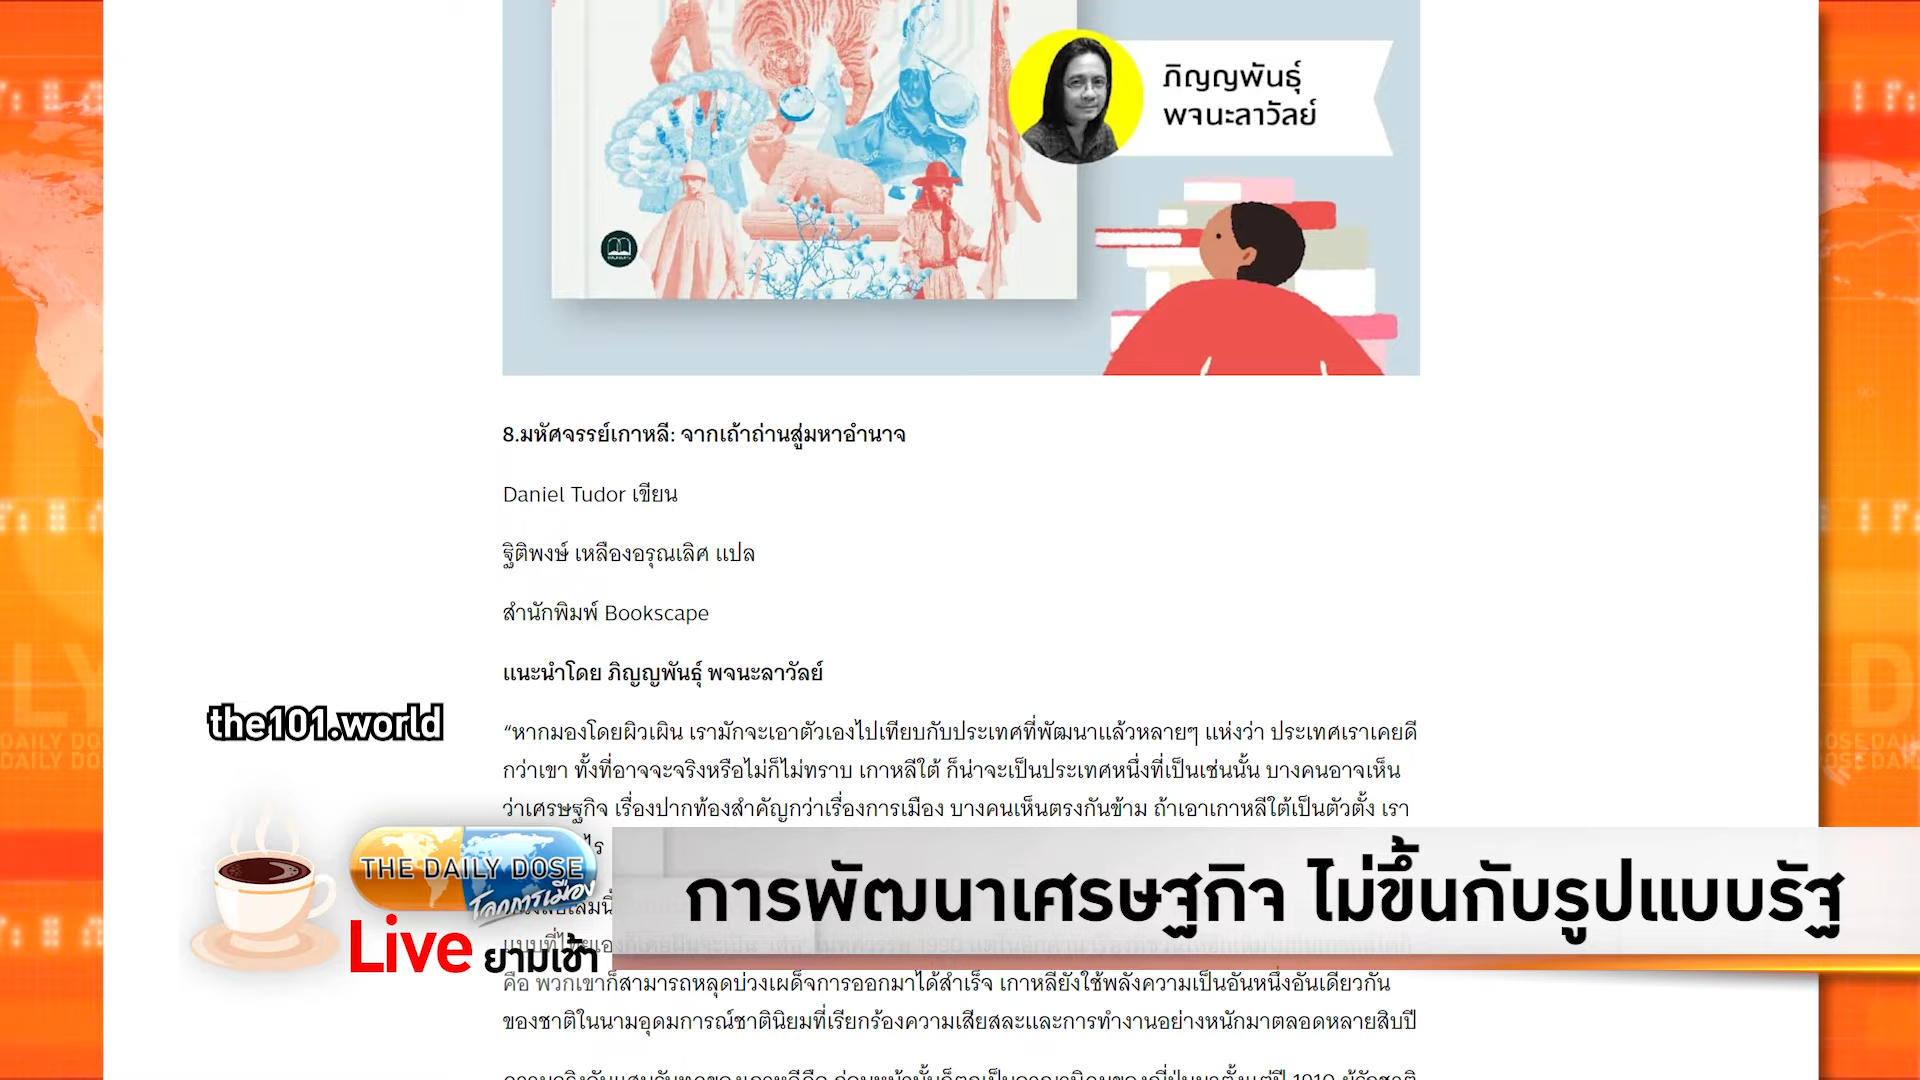 ภิญญพันธุ์
พจนะลาวัลย์
8.มหัศจรรย์เกาหลี: จากเถ้าถ่านสู่มหาอำนาจ
Daniel Tudor เขียน
ฐิติพงษ์ เหลืองอรุณเลิศ แปล
สำนักพิมพ์ Bookscape
แนะนำโดย ภิญญพันธุ์ พจนะลาวัลย์
“หากมองโดยผิวเผิน เรามักจะเอาตัวเองไปเทียบกับประเทศที่พัฒนาแล้วหลายๆ แห่งว่า ประเทศเราเคยดี
กว่าเขา ทั้งที่อาจจะจริงหรือไม่ก็ไม่ทราบ เกาหลีใต้ ก็น่าจะเป็นประเทศหนึ่งที่เป็นเช่นนั้น บางคนอาจเห็น
ว่าเศรษฐกิจ เรื่องปากท้องสำคัญกว่าเรื่องการเมือง บางคนเห็นตรงกันข้าม ถ้าเอาเกาหลีใต้เป็นตัวตั้ง เรา
คือ พวกเขาก็สามารถหลุดบ่วงเผด็จการออกมาได้สำเร็จ เกาหลียังใช้พลังความเป็นอันหนึ่งอันเดียวกัน
ของชาติในนามอุดมการณ์ชาตินิยมที่เรียกร้องความเสียสละและการทำงานอย่างหนักมาตลอดหลายสิบปี
the101.world
THE DAILY DOSE
โลกการเมือง
Live ยามเช้า
การพัฒนาเศรษฐกิจ ไม่ขึ้นกับรูปแบบรัฐ